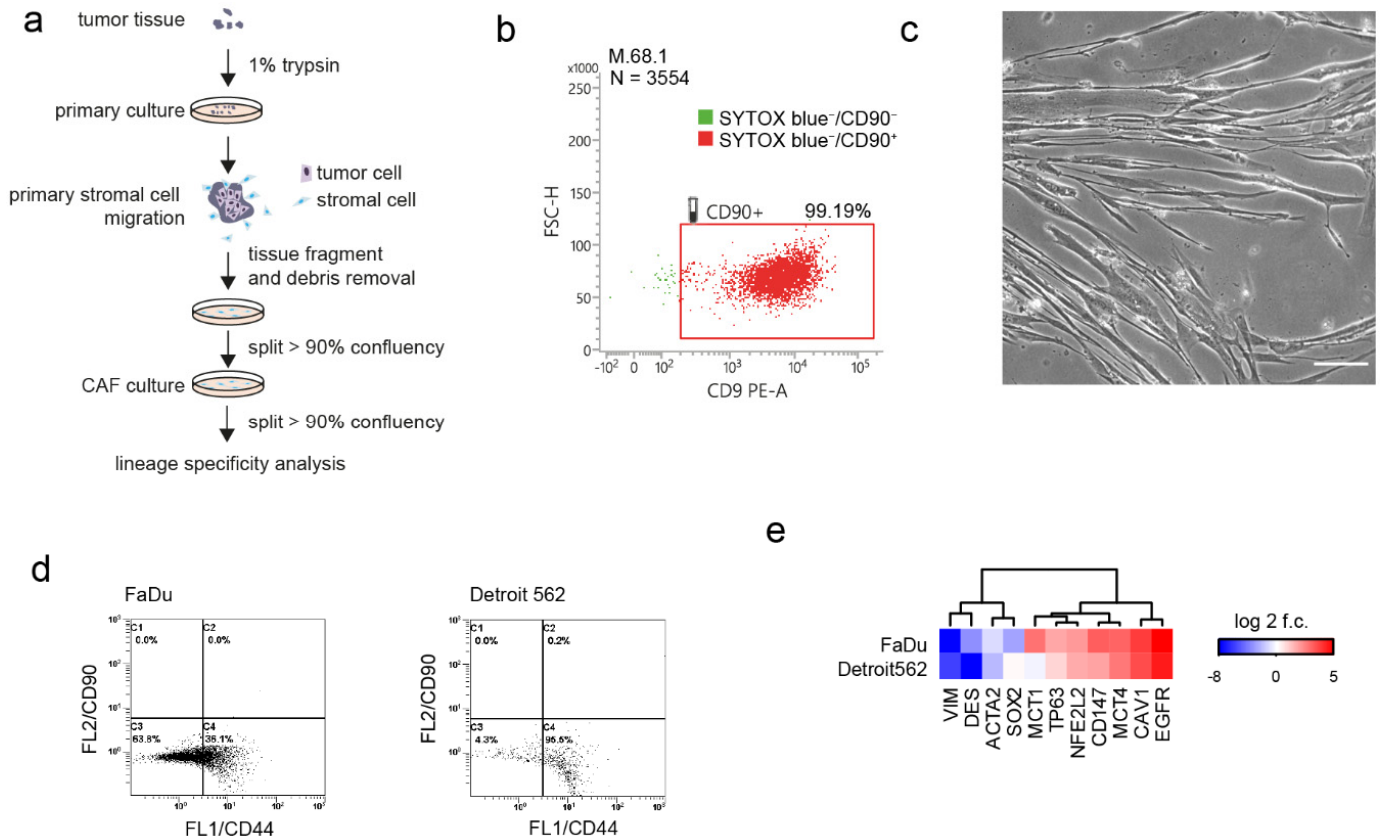 a
tumor tissue
1% trypsin
primary culture
primary stromal cell
migration
tumor cell
stromal cell
tissue fragment
and debris removal
split > 90% confluency
CAF culture
split > 90% confluency
lineage specificity analysis
b
M.68.1
N = 3554
x1000
250
200
150
100
50
0
FSC-H
SYTOX blue⁻/CD90⁻
SYTOX blue⁻/CD90⁺
CD90+ 99.19%
-10² 0 10³ 10⁴ 10⁵
CD9 PE-A
c
d
FaDu
C1
0.0%
C2
0.0%
C3
63.8%
C4
36.1%
FL2/CD90
FL1/CD44
Detroit 562
C1
0.0%
C2
0.2%
C3
4.3%
C4
95.5%
FL2/CD90
FL1/CD44
e
FaDu
Detroit562
VIM
DES
ACTA2
SOX2
MCT1
TP63
NFE2L2
CD147
MCT4
CAV1
EGFR
log 2 f.c.
-8 0 5